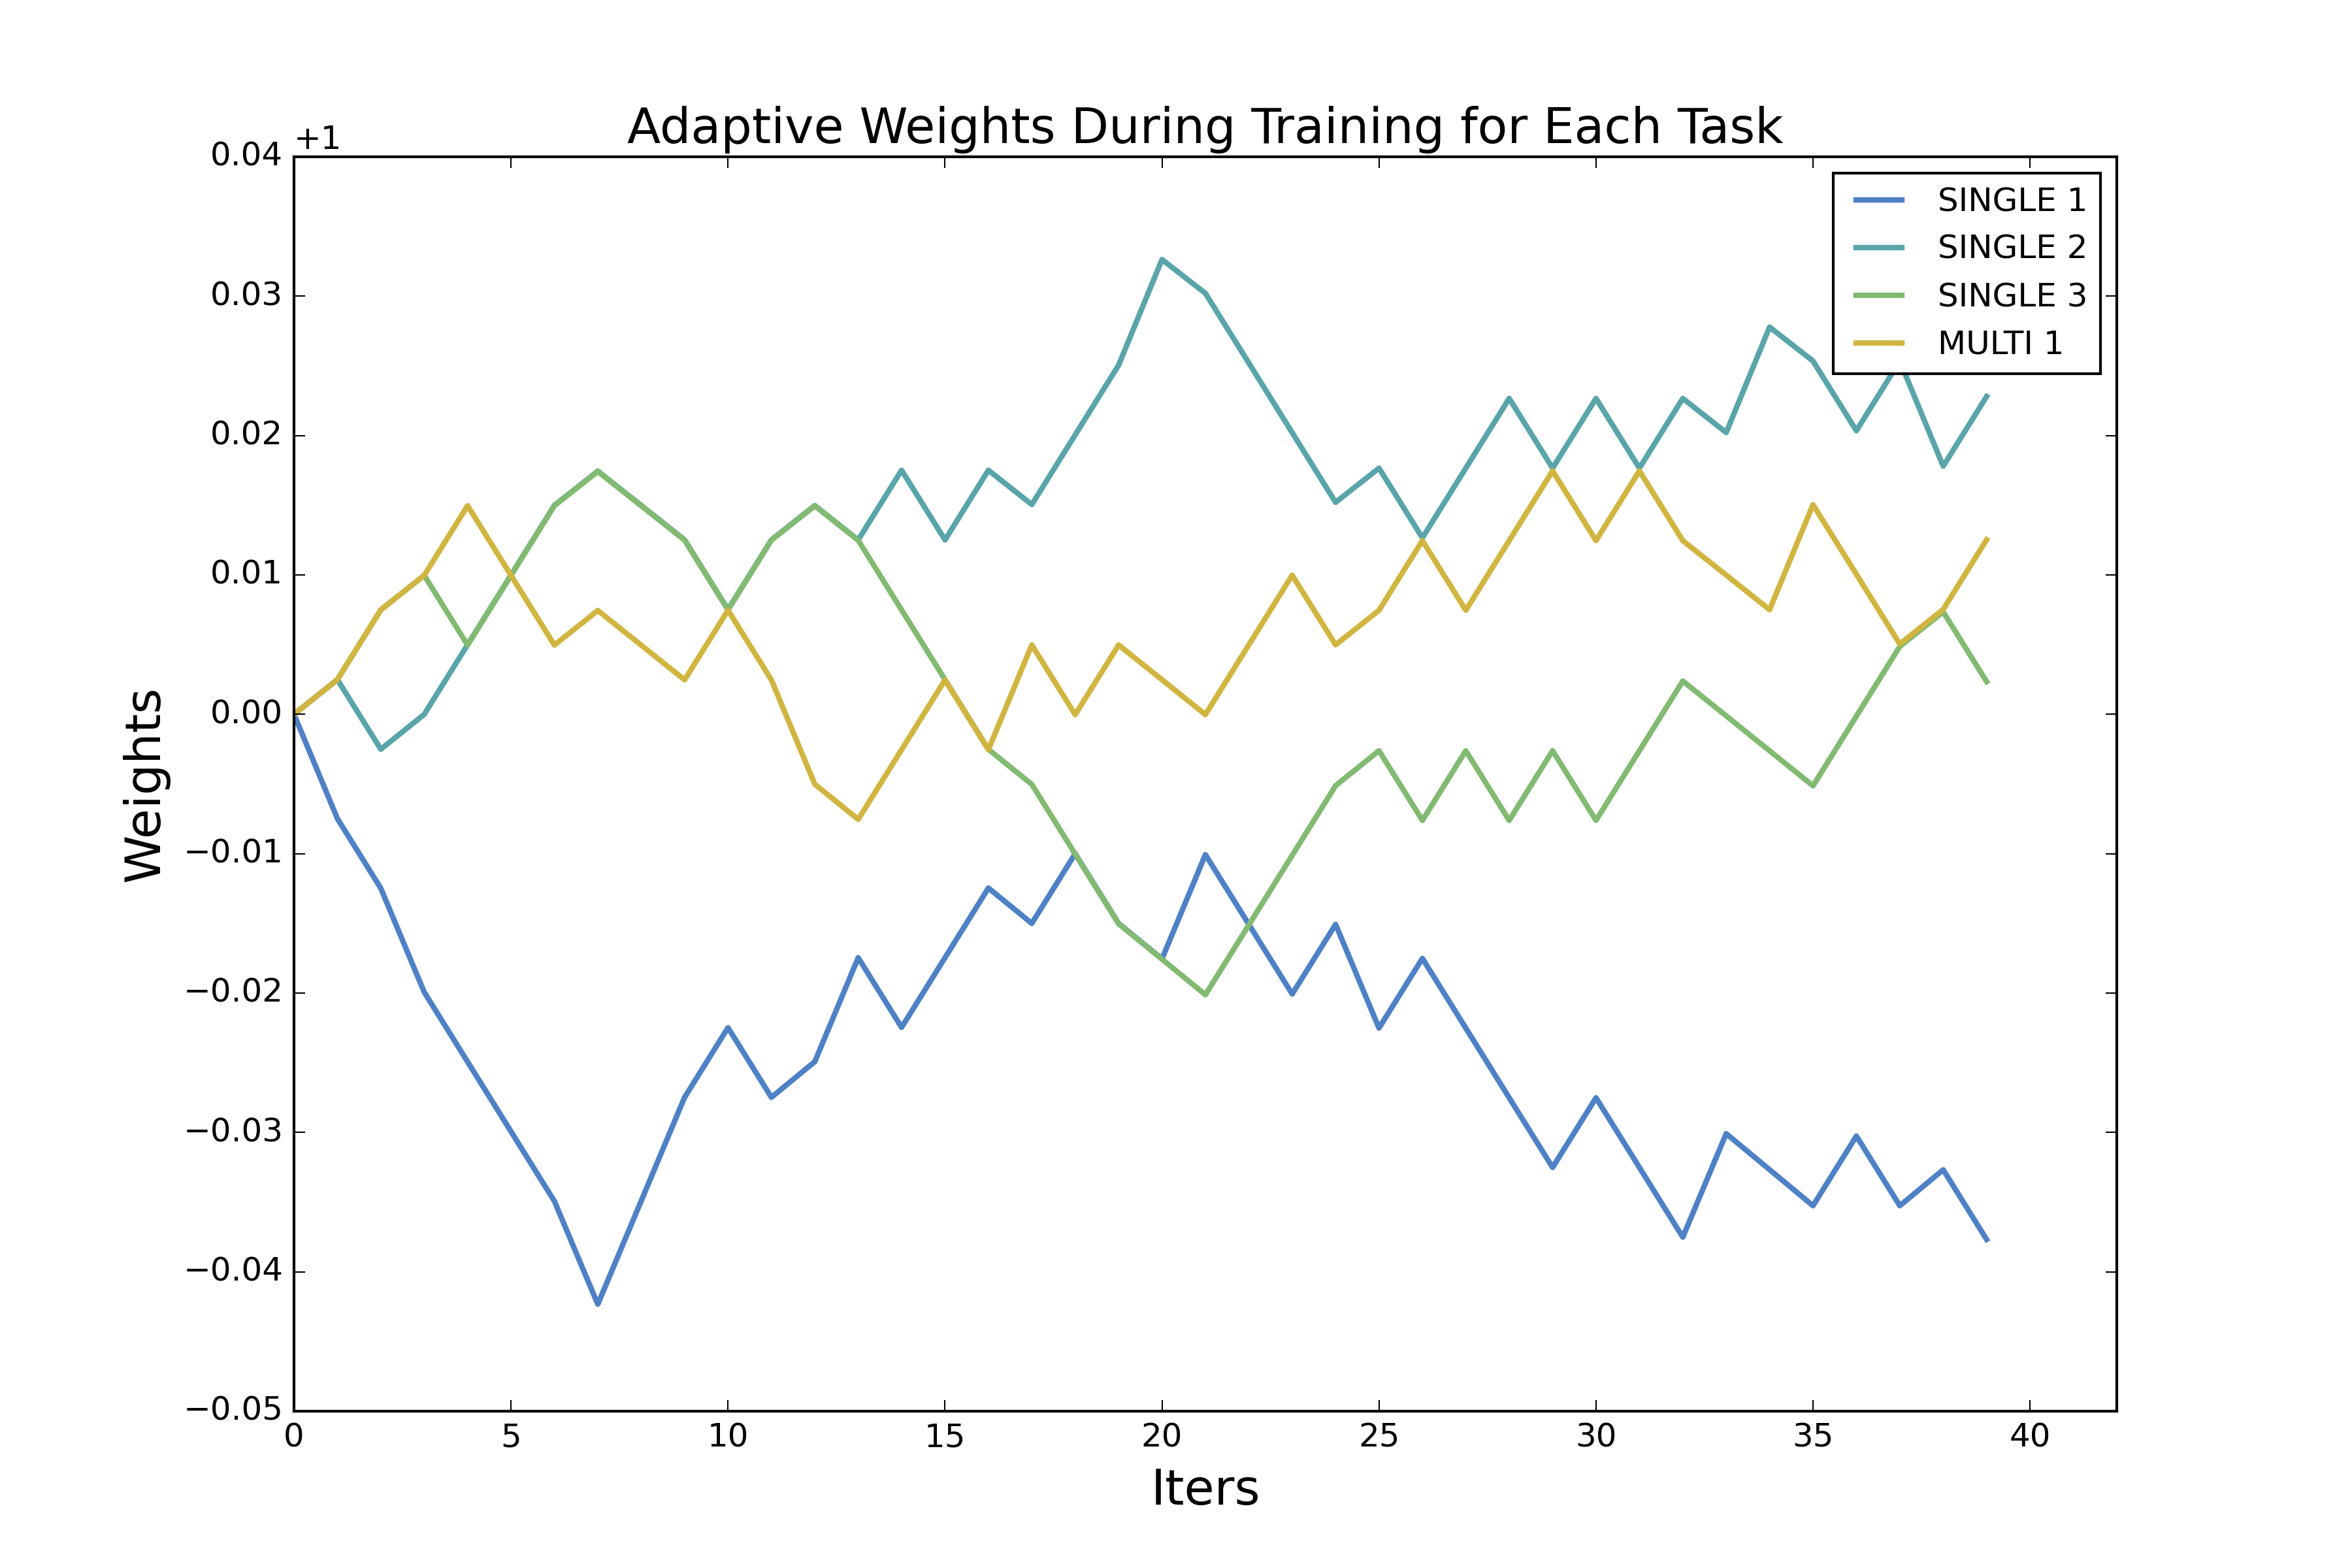 Adaptive Weights During Training for Each Task
+1
0.04
0.03
0.02
0.01
0.00
−0.01
−0.02
−0.03
−0.04
−0.05
Weights
SINGLE 1
SINGLE 2
SINGLE 3
MULTI 1
0 5 10 15 20 25 30 35 40
Iters